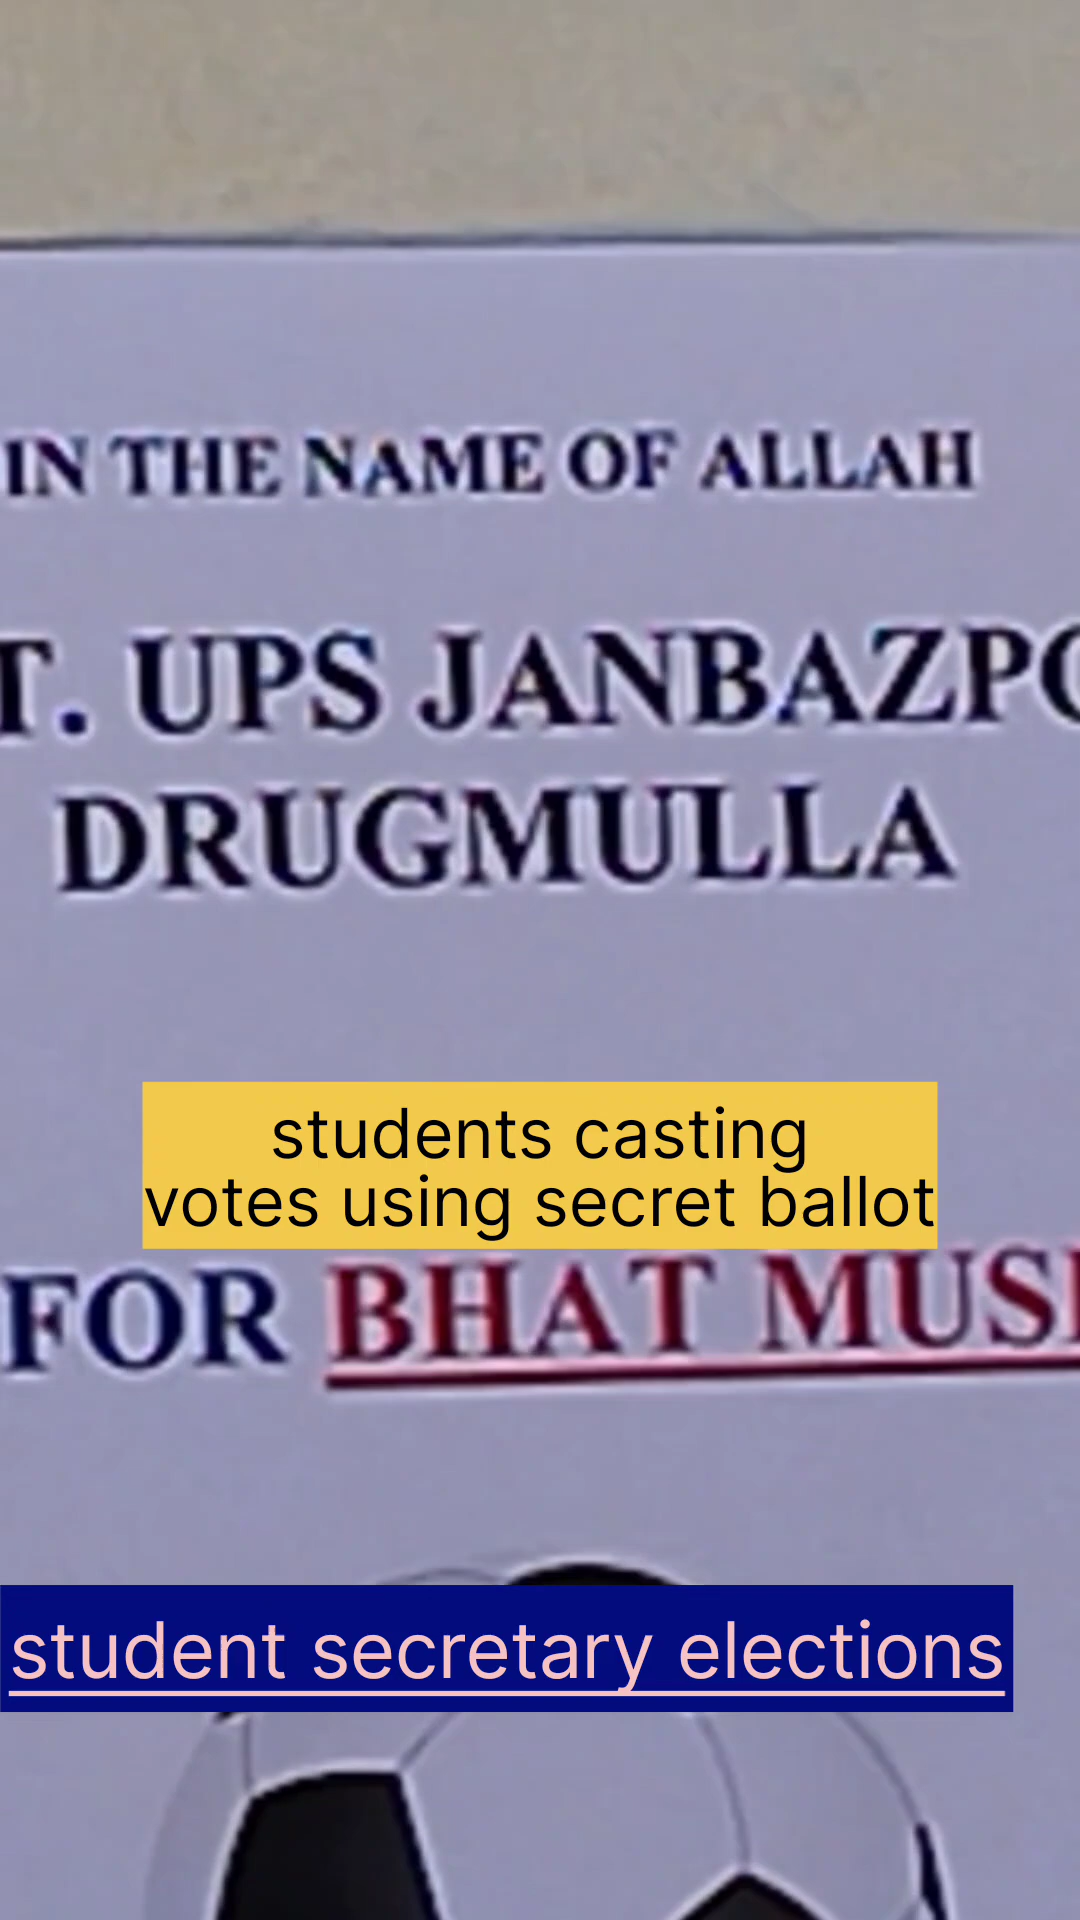 IN THE NAME OF ALLAH
T. UPS JANBAZPO
DRUGMULLA
students casting
votes using secret ballot
FOR BHAT MUS
student secretary elections